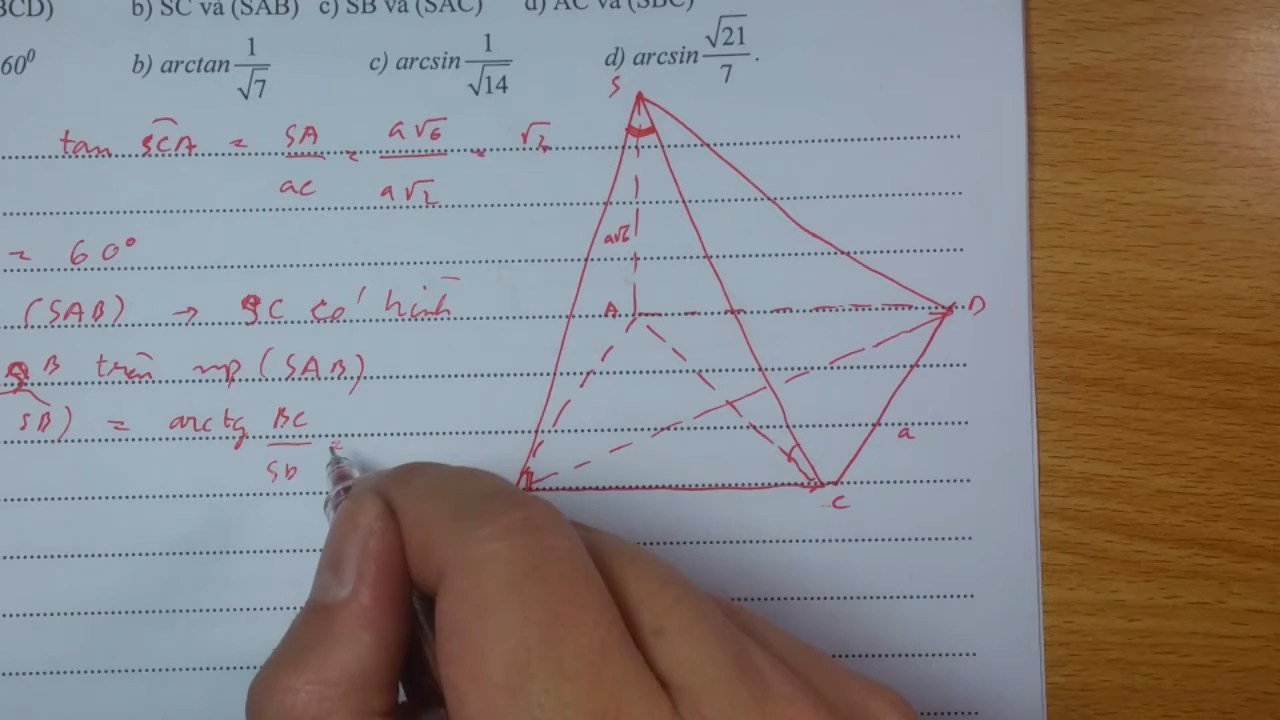 BCD) b) SC và (SAB) c) SB và (SAC) d) AC và (SBC)
60⁰ b) arctan 1/√7 c) arcsin 1/√14 d) arcsin √21/7 .
S
tan SCA = SA/AC = a√6/a√2 = √2
a√6
= 60°
(SAB) → SC có hình
A
D
B trên mp (SAB)
SB) = arctg BC/SB =
a
C